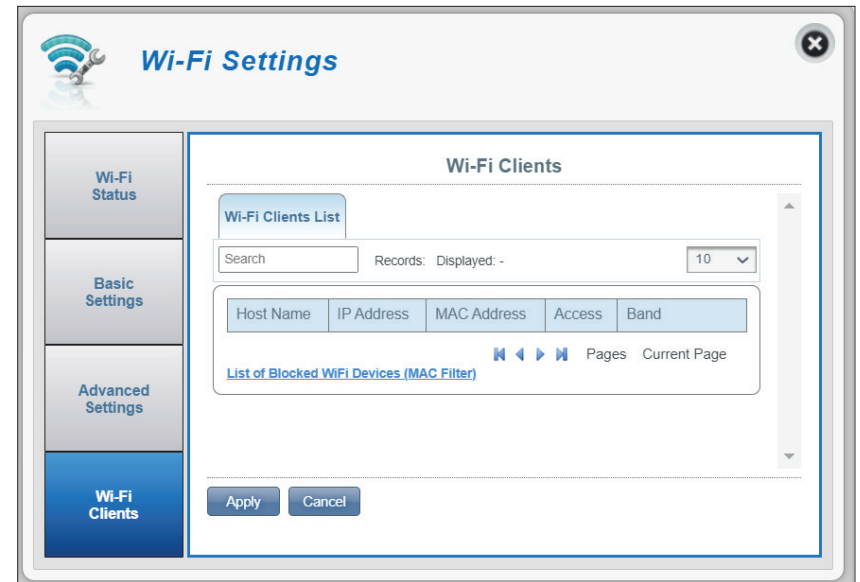 Wi-Fi Settings
Wi-Fi
Status
Basic
Settings
Advanced
Settings
Wi-Fi
Clients
Wi-Fi Clients
Wi-Fi Clients List
Search Records: Displayed: - 10
Host Name IP Address MAC Address Access Band
Pages Current Page
List of Blocked WiFi Devices (MAC Filter)
Apply Cancel